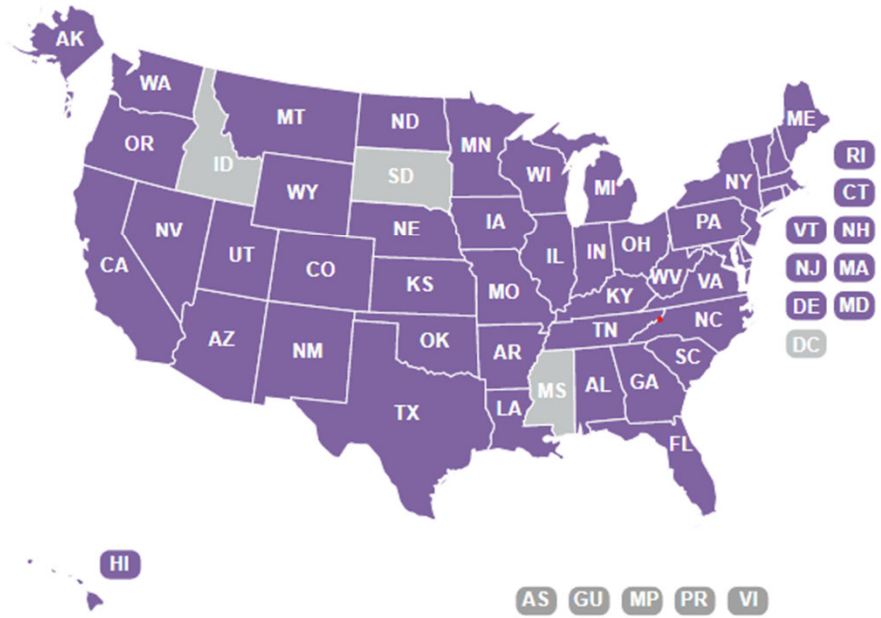 AK
WA
MT
ND
MN
ME
OR
ID
SD
WI
MI
NY
RI
WY
CT
NV
NE
IA
PA
VT
NH
CA
UT
CO
IL
IN
OH
WV
VA
NJ
MA
KS
MO
KY
DE
MD
AZ
NM
OK
AR
TN
NC
DC
TX
LA
MS
AL
GA
SC
FL
HI
AS
GU
MP
PR
VI